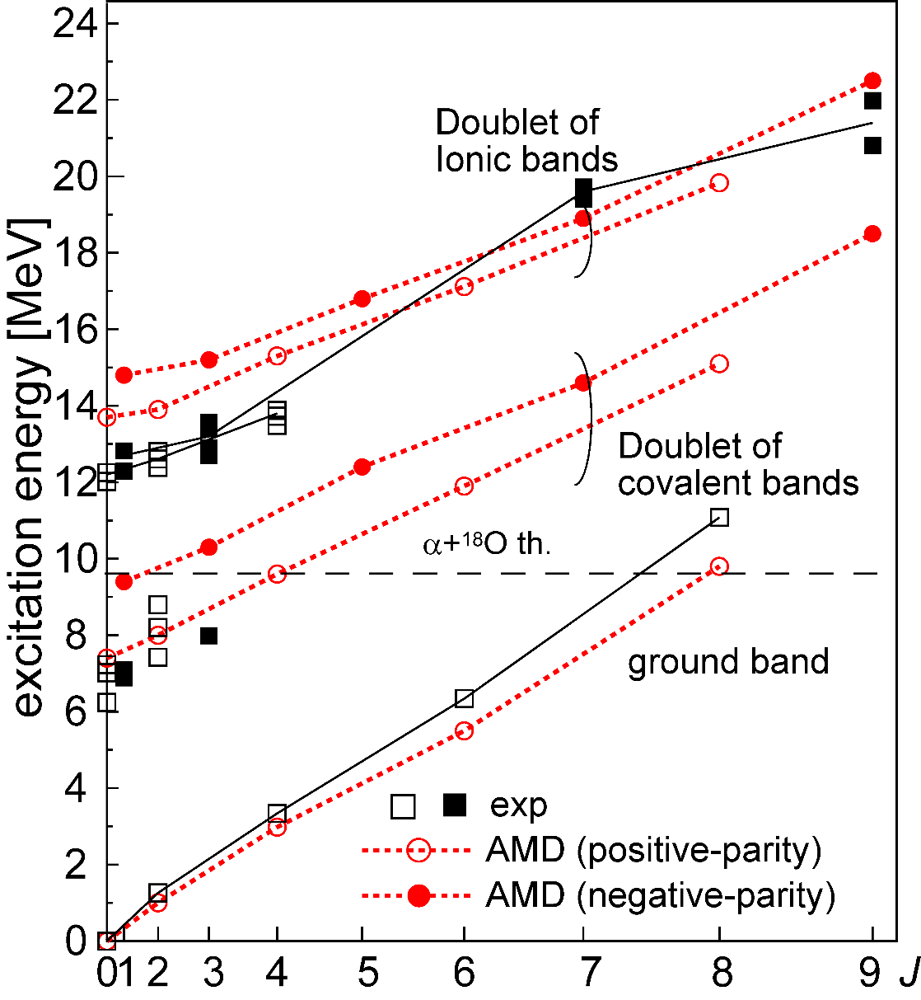 24
22
20
18
16
14
12
10
8
6
4
2
0
excitation energy [MeV]
Doublet of
Ionic bands
Doublet of
covalent bands
α+¹⁸O th.
ground band
exp
AMD (positive-parity)
AMD (negative-parity)
0 1 2 3 4 5 6 7 8 9 J